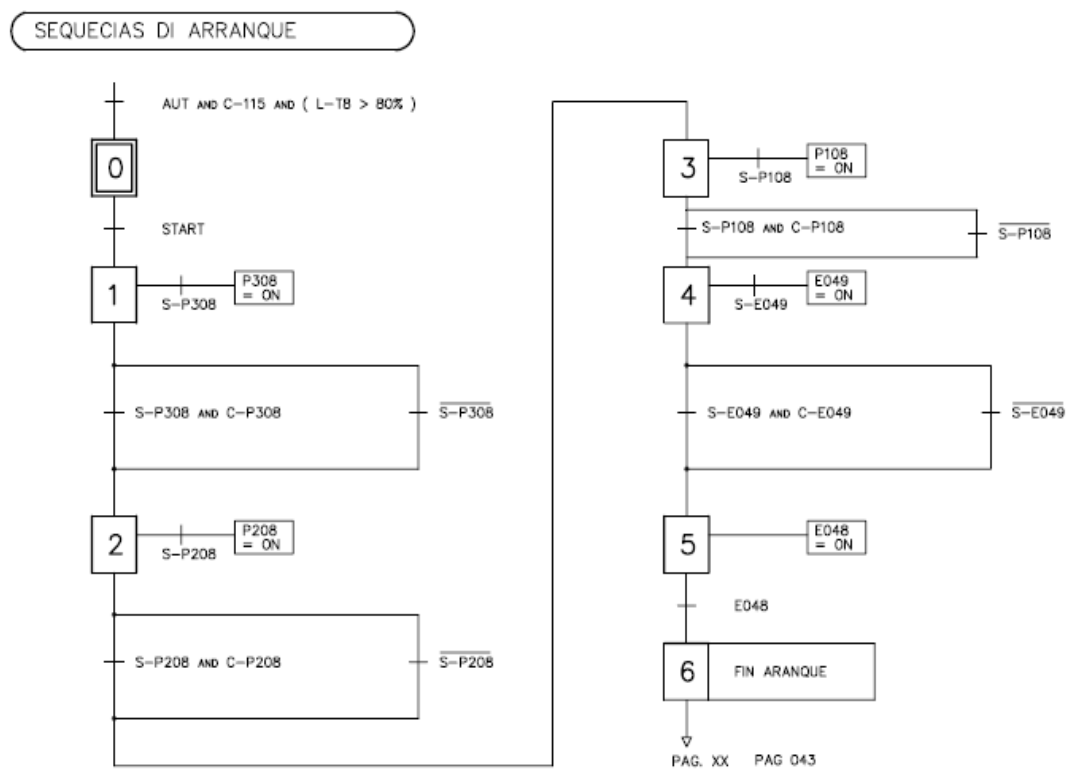 SEQUECIAS DI ARRANQUE
AUT AND C-115 AND ( L-T8 > 80% )
0
START
1
S-P308
P308
= ON
S-P308 AND C-P308
S-P308
2
S-P208
P208
= ON
S-P208 AND C-P208
S-P208
3
S-P108
P108
= ON
S-P108 AND C-P108
S-P108
4
S-E049
E049
= ON
S-E049 AND C-E049
S-E049
5
E048
= ON
E048
6
FIN ARANQUE
PAG. XX PAG 043